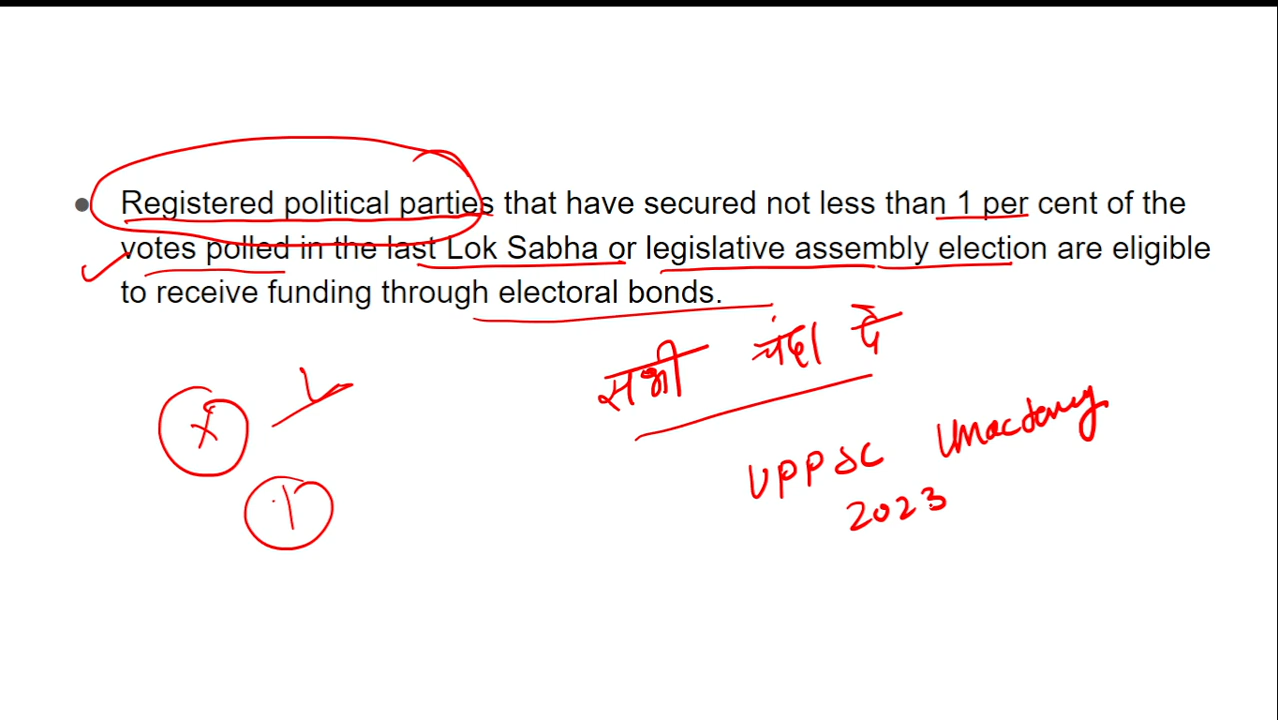 Registered political parties that have secured not less than 1 per cent of the
votes polled in the last Lok Sabha or legislative assembly election are eligible
to receive funding through electoral bonds.
सभी चंदा दे
UPPSC Unacdemy
2023